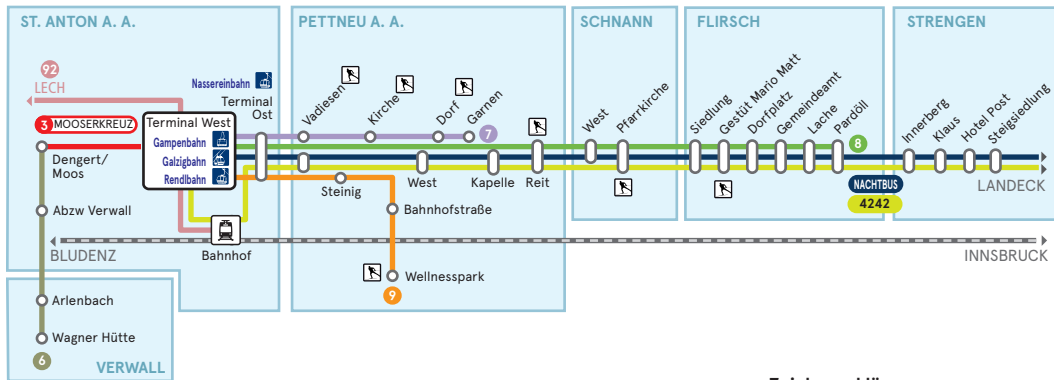 ST. ANTON A. A.
PETTNEU A. A.
SCHNANN
FLIRSCH
STRENGEN
92
LECH
Nassereinbahn
Terminal
Ost
3 MOOSERKREUZ
Terminal West
Gampenbahn
Galzigbahn
Rendlbahn
Dengert/
Moos
Abzw Verwall
Bahnhof
Vadiesen
Kirche
Dorf
Garnen
7
Steinig
West
Kapelle
Reit
Bahnhofstraße
Wellnesspark
9
West
Pfarrkirche
Siedlung
Gestüt Mario Matt
Dorfplatz
Gemeindeamt
Lache
Pardöll
8
Innerberg
Klaus
Hotel Post
Steigsiedlung
NACHTBUS
4242
LANDECK
BLUDENZ
INNSBRUCK
Arlenbach
Wagner Hütte
6
VERWALL